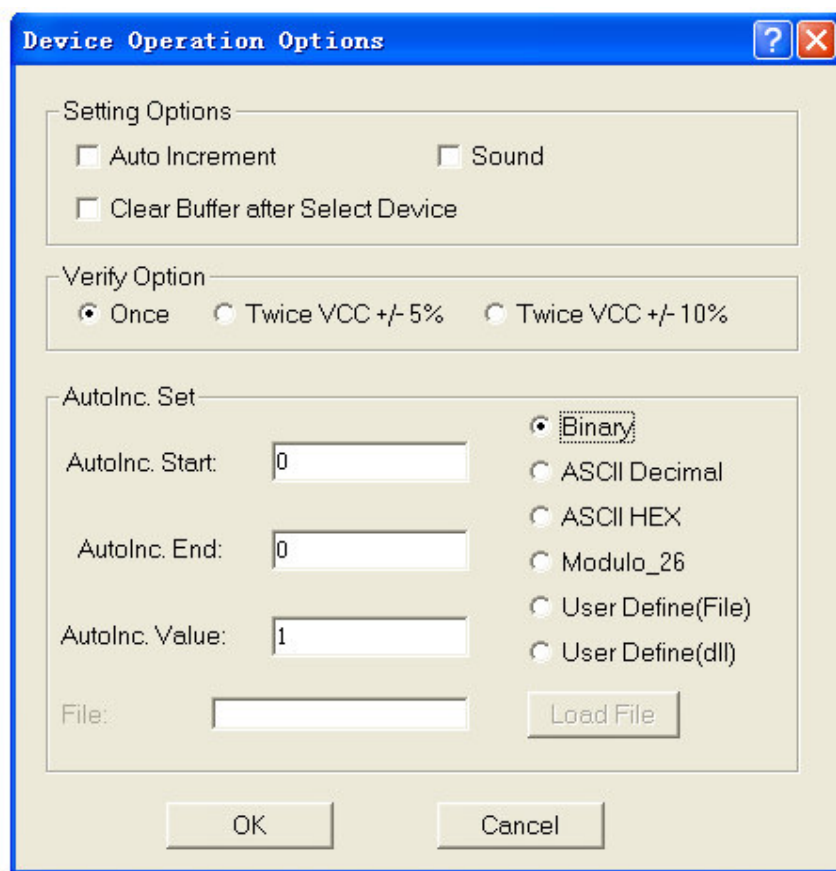 Device Operation Options
Setting Options
Auto Increment
Sound
Clear Buffer after Select Device
Verify Option
Once
Twice VCC +/- 5%
Twice VCC +/- 10%
AutoInc. Set
AutoInc. Start:
0
Binary
ASCII Decimal
ASCII HEX
AutoInc. End:
0
Modulo_26
User Define(File)
AutoInc. Value:
1
User Define(dll)
File:
Load File
OK
Cancel